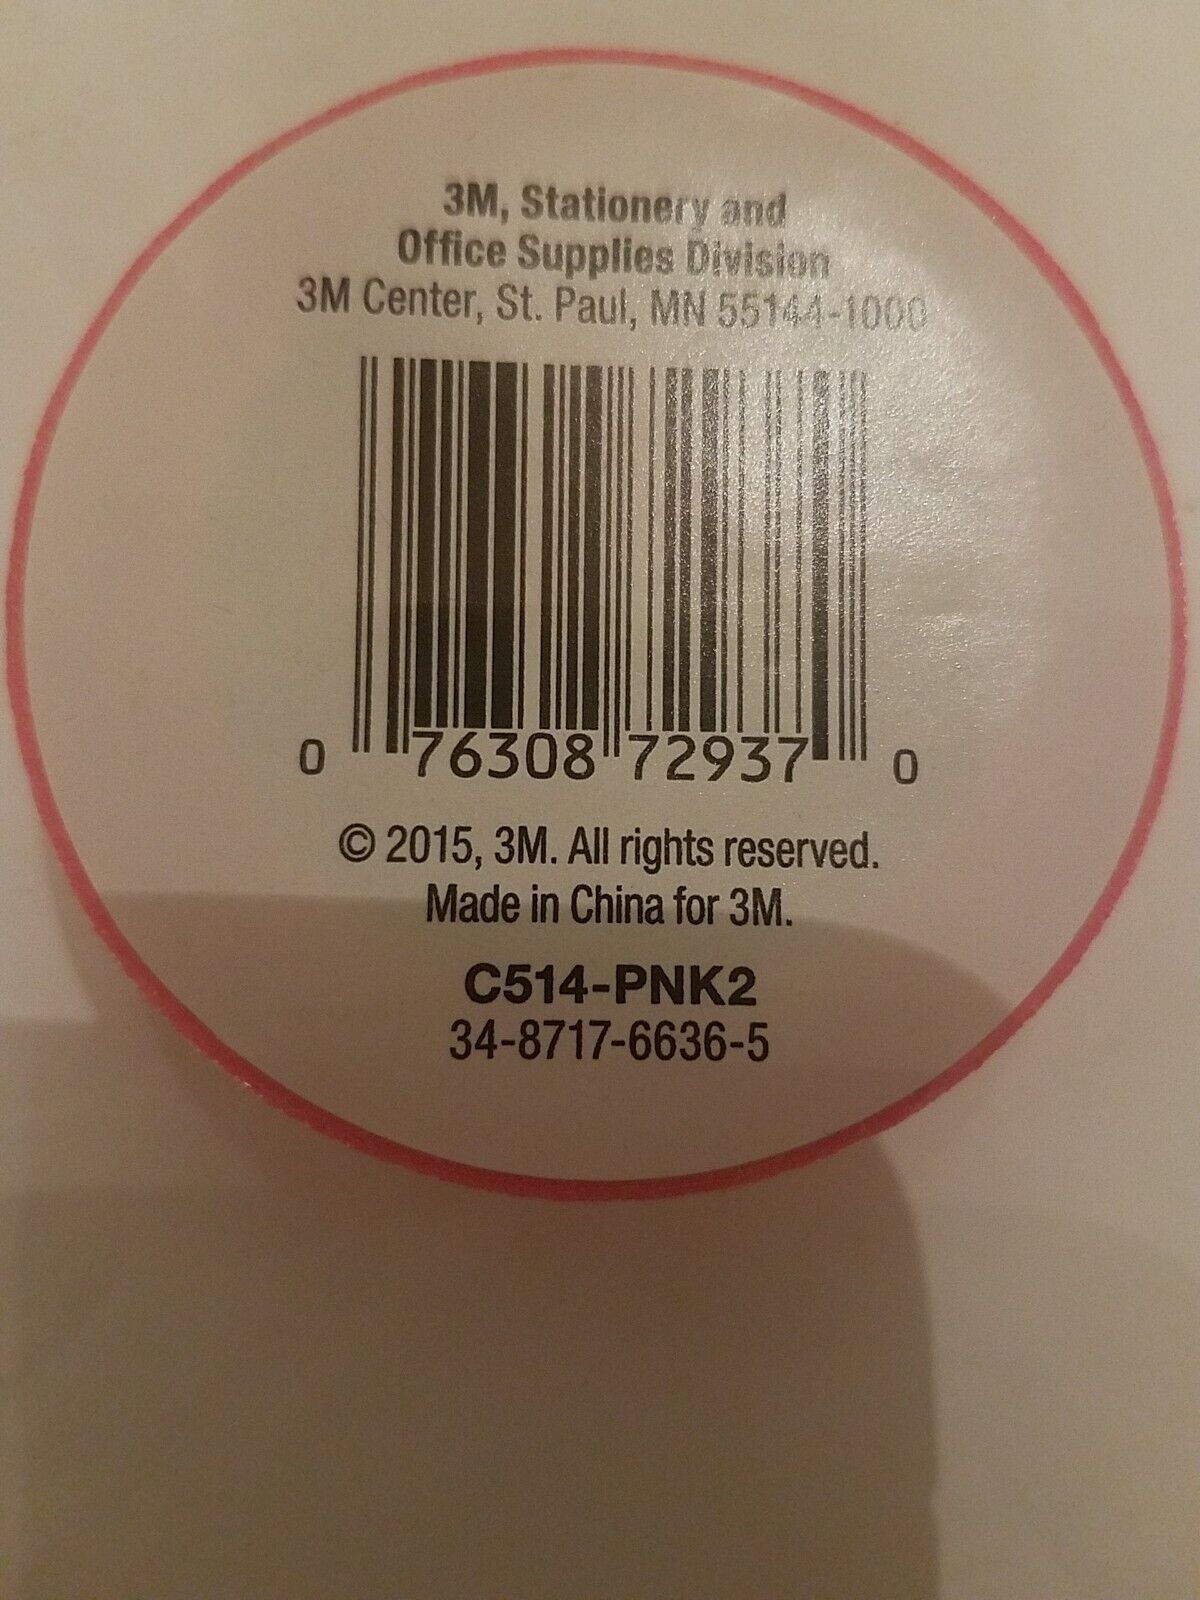 3M, Stationery and
Office Supplies Division
3M Center, St. Paul, MN 55144-1000
0 76308 72937 0
© 2015, 3M. All rights reserved.
Made in China for 3M.
C514-PNK2
34-8717-6636-5